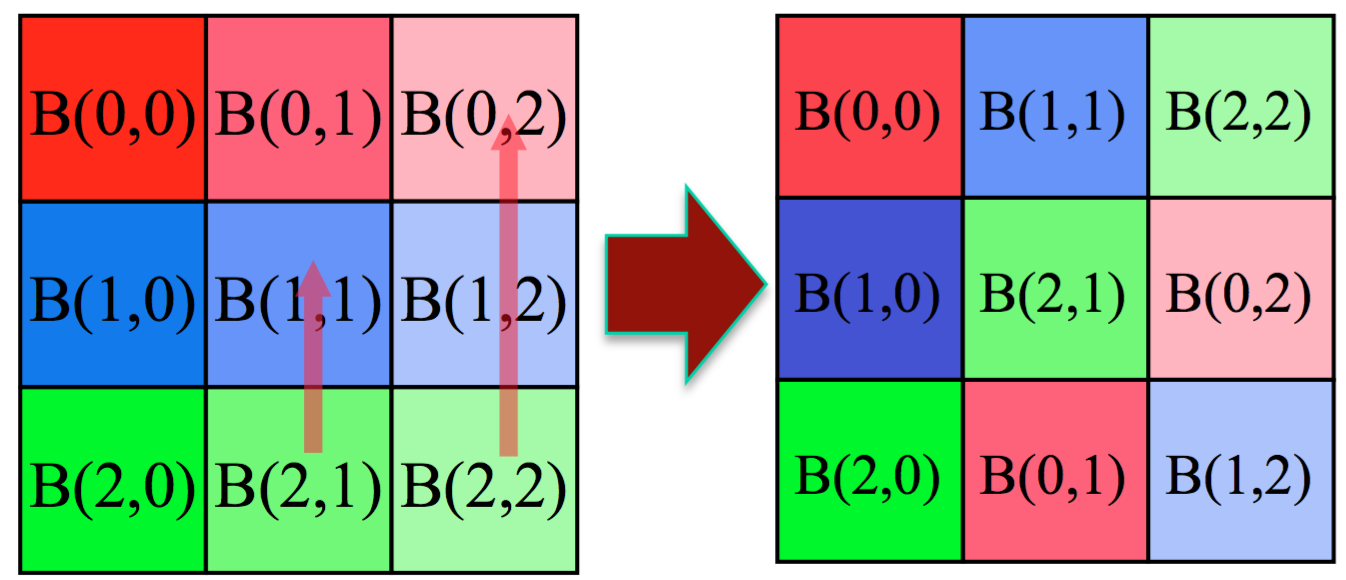 B(0,0) B(0,1) B(0,2)
B(1,0) B(1,1) B(1,2)
B(2,0) B(2,1) B(2,2)
B(0,0) B(1,1) B(2,2)
B(1,0) B(2,1) B(0,2)
B(2,0) B(0,1) B(1,2)